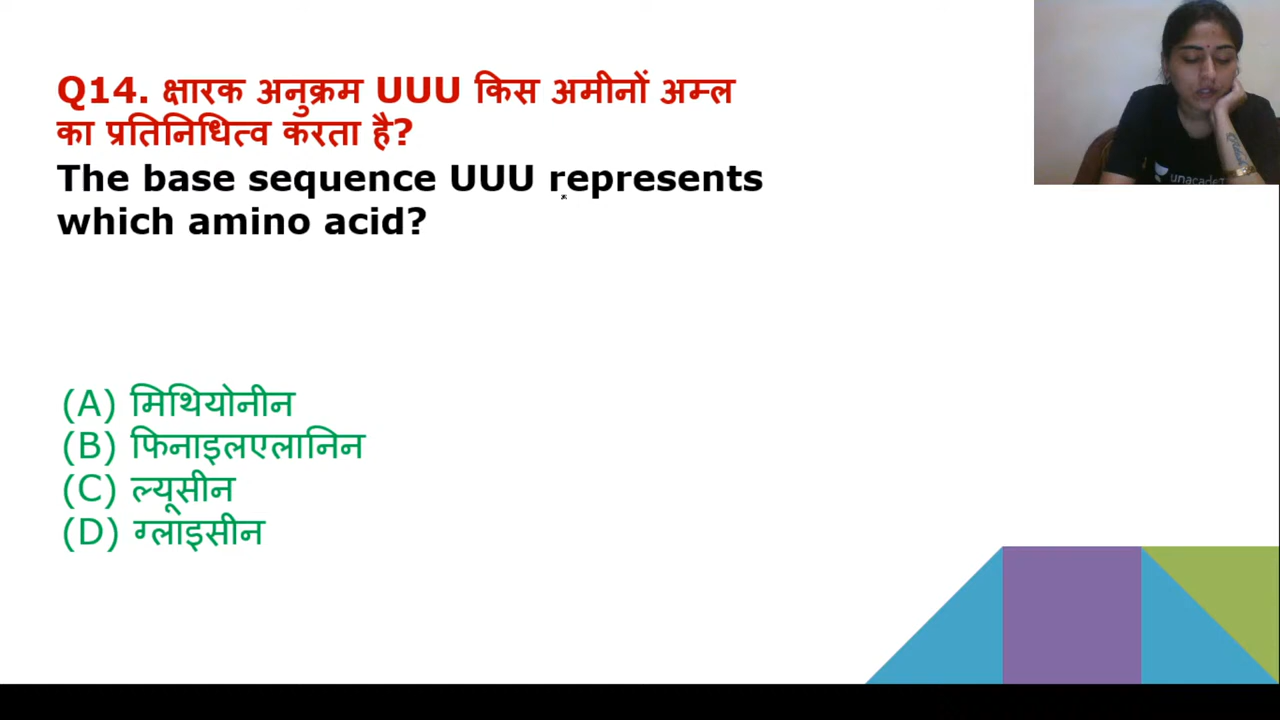 Q14. क्षारक अनुक्रम UUU किस अमीनों अम्ल
का प्रतिनिधित्व करता है?
The base sequence UUU represents
which amino acid?
(A) मिथियोनीन
(B) फिनाइलएलानिन
(C) ल्यूसीन
(D) ग्लाइसीन
unacade